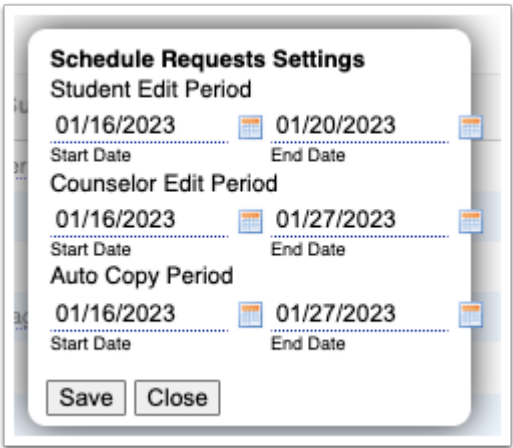 Schedule Requests Settings
Student Edit Period
01/16/2023 01/20/2023
Start Date End Date
Counselor Edit Period
01/16/2023 01/27/2023
Start Date End Date
Auto Copy Period
01/16/2023 01/27/2023
Start Date End Date
Save Close